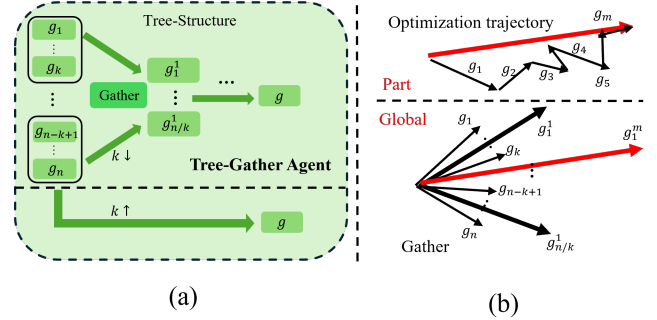 Tree-Structure
g₁
⋮
gₖ
⋮
gₙ₋ₖ₊₁
⋮
gₙ
Gather
g₁¹
⋮
g¹ₙ/ₖ
...
g
k ↓
Tree-Gather Agent
k ↑
g
(a)
Optimization trajectory
gₘ
g₁
g₂
g₃
g₄
g₅
Part
Global
g₁
⋮
gₖ
g₁¹
g₁ᵐ
⋮
gₙ₋ₖ₊₁
⋮
gₙ
g¹ₙ/ₖ
Gather
(b)